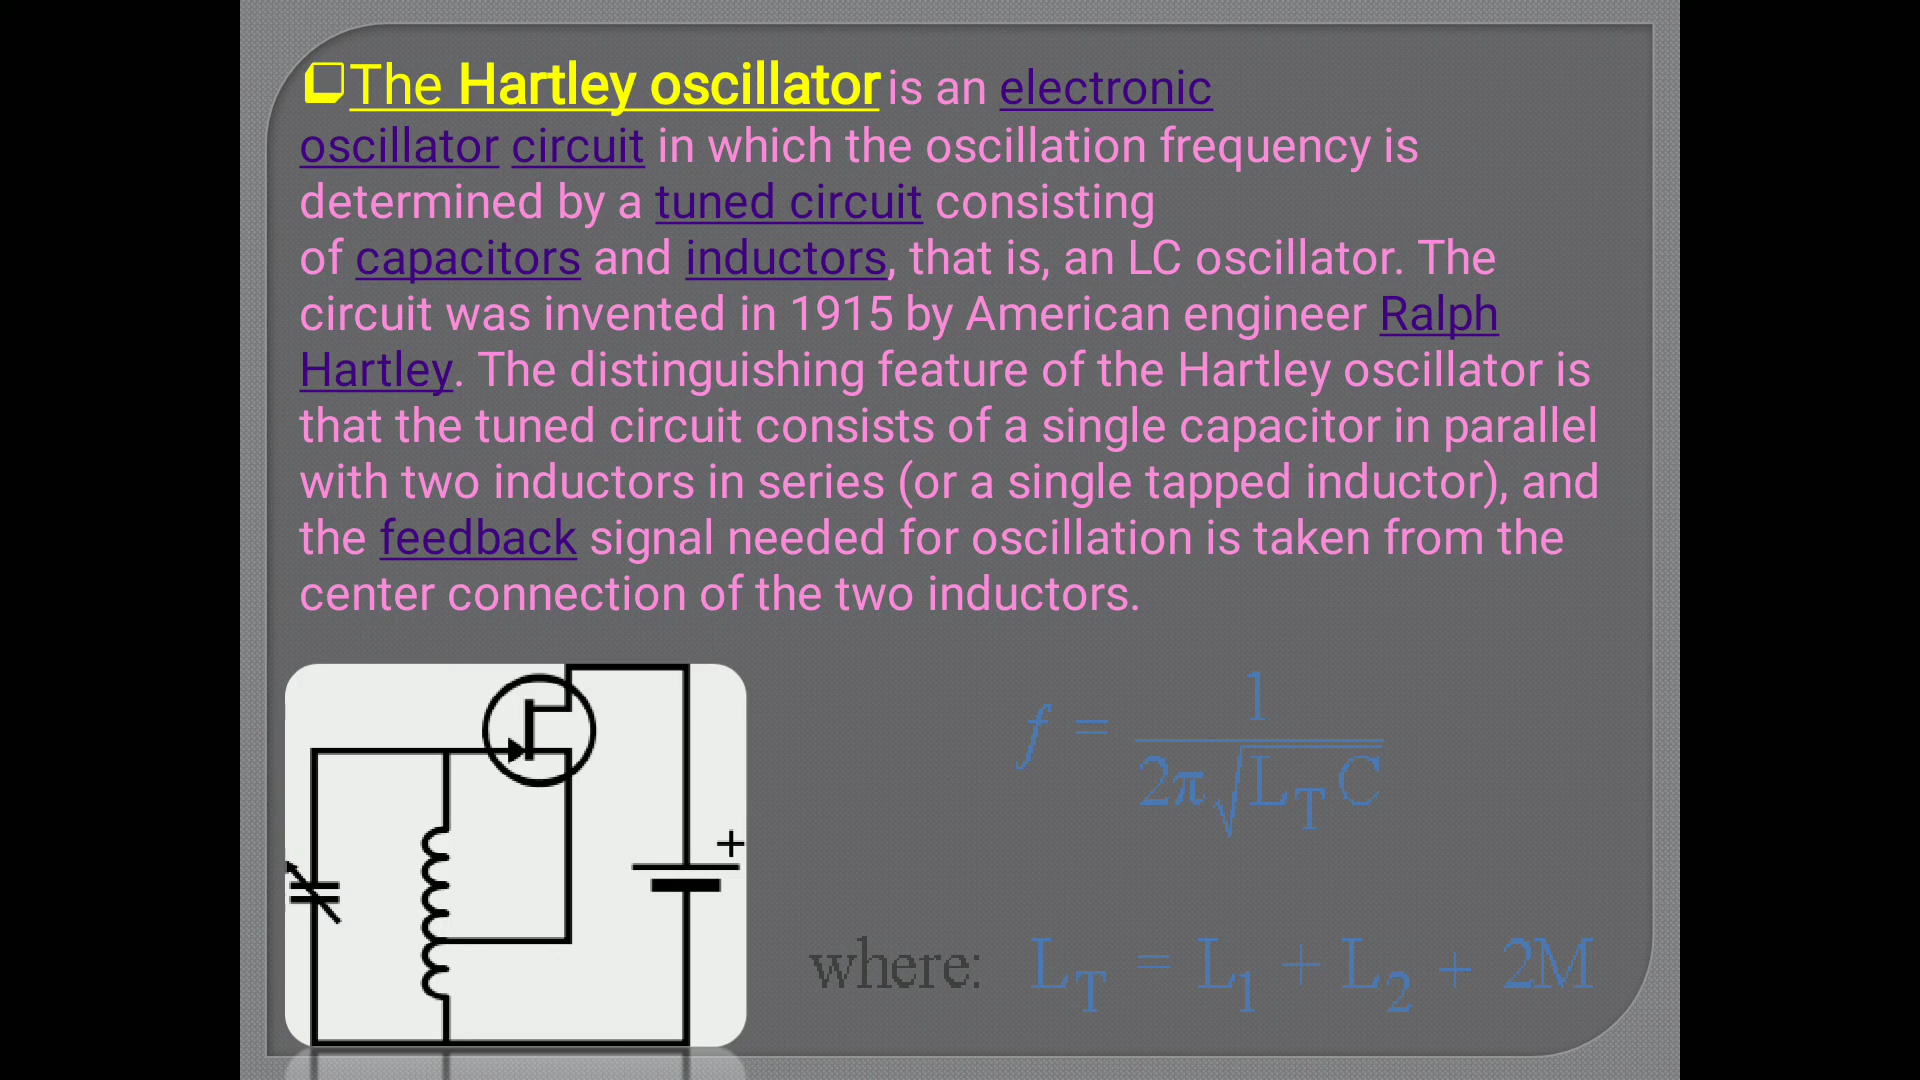 The Hartley oscillator is an electronic
oscillator circuit in which the oscillation frequency is
determined by a tuned circuit consisting
of capacitors and inductors, that is, an LC oscillator. The
circuit was invented in 1915 by American engineer Ralph
Hartley. The distinguishing feature of the Hartley oscillator is
that the tuned circuit consists of a single capacitor in parallel
with two inductors in series (or a single tapped inductor), and
the feedback signal needed for oscillation is taken from the
center connection of the two inductors.
+
f = 1 / 2π√L_T C
where: L_T = L_1 + L_2 + 2M